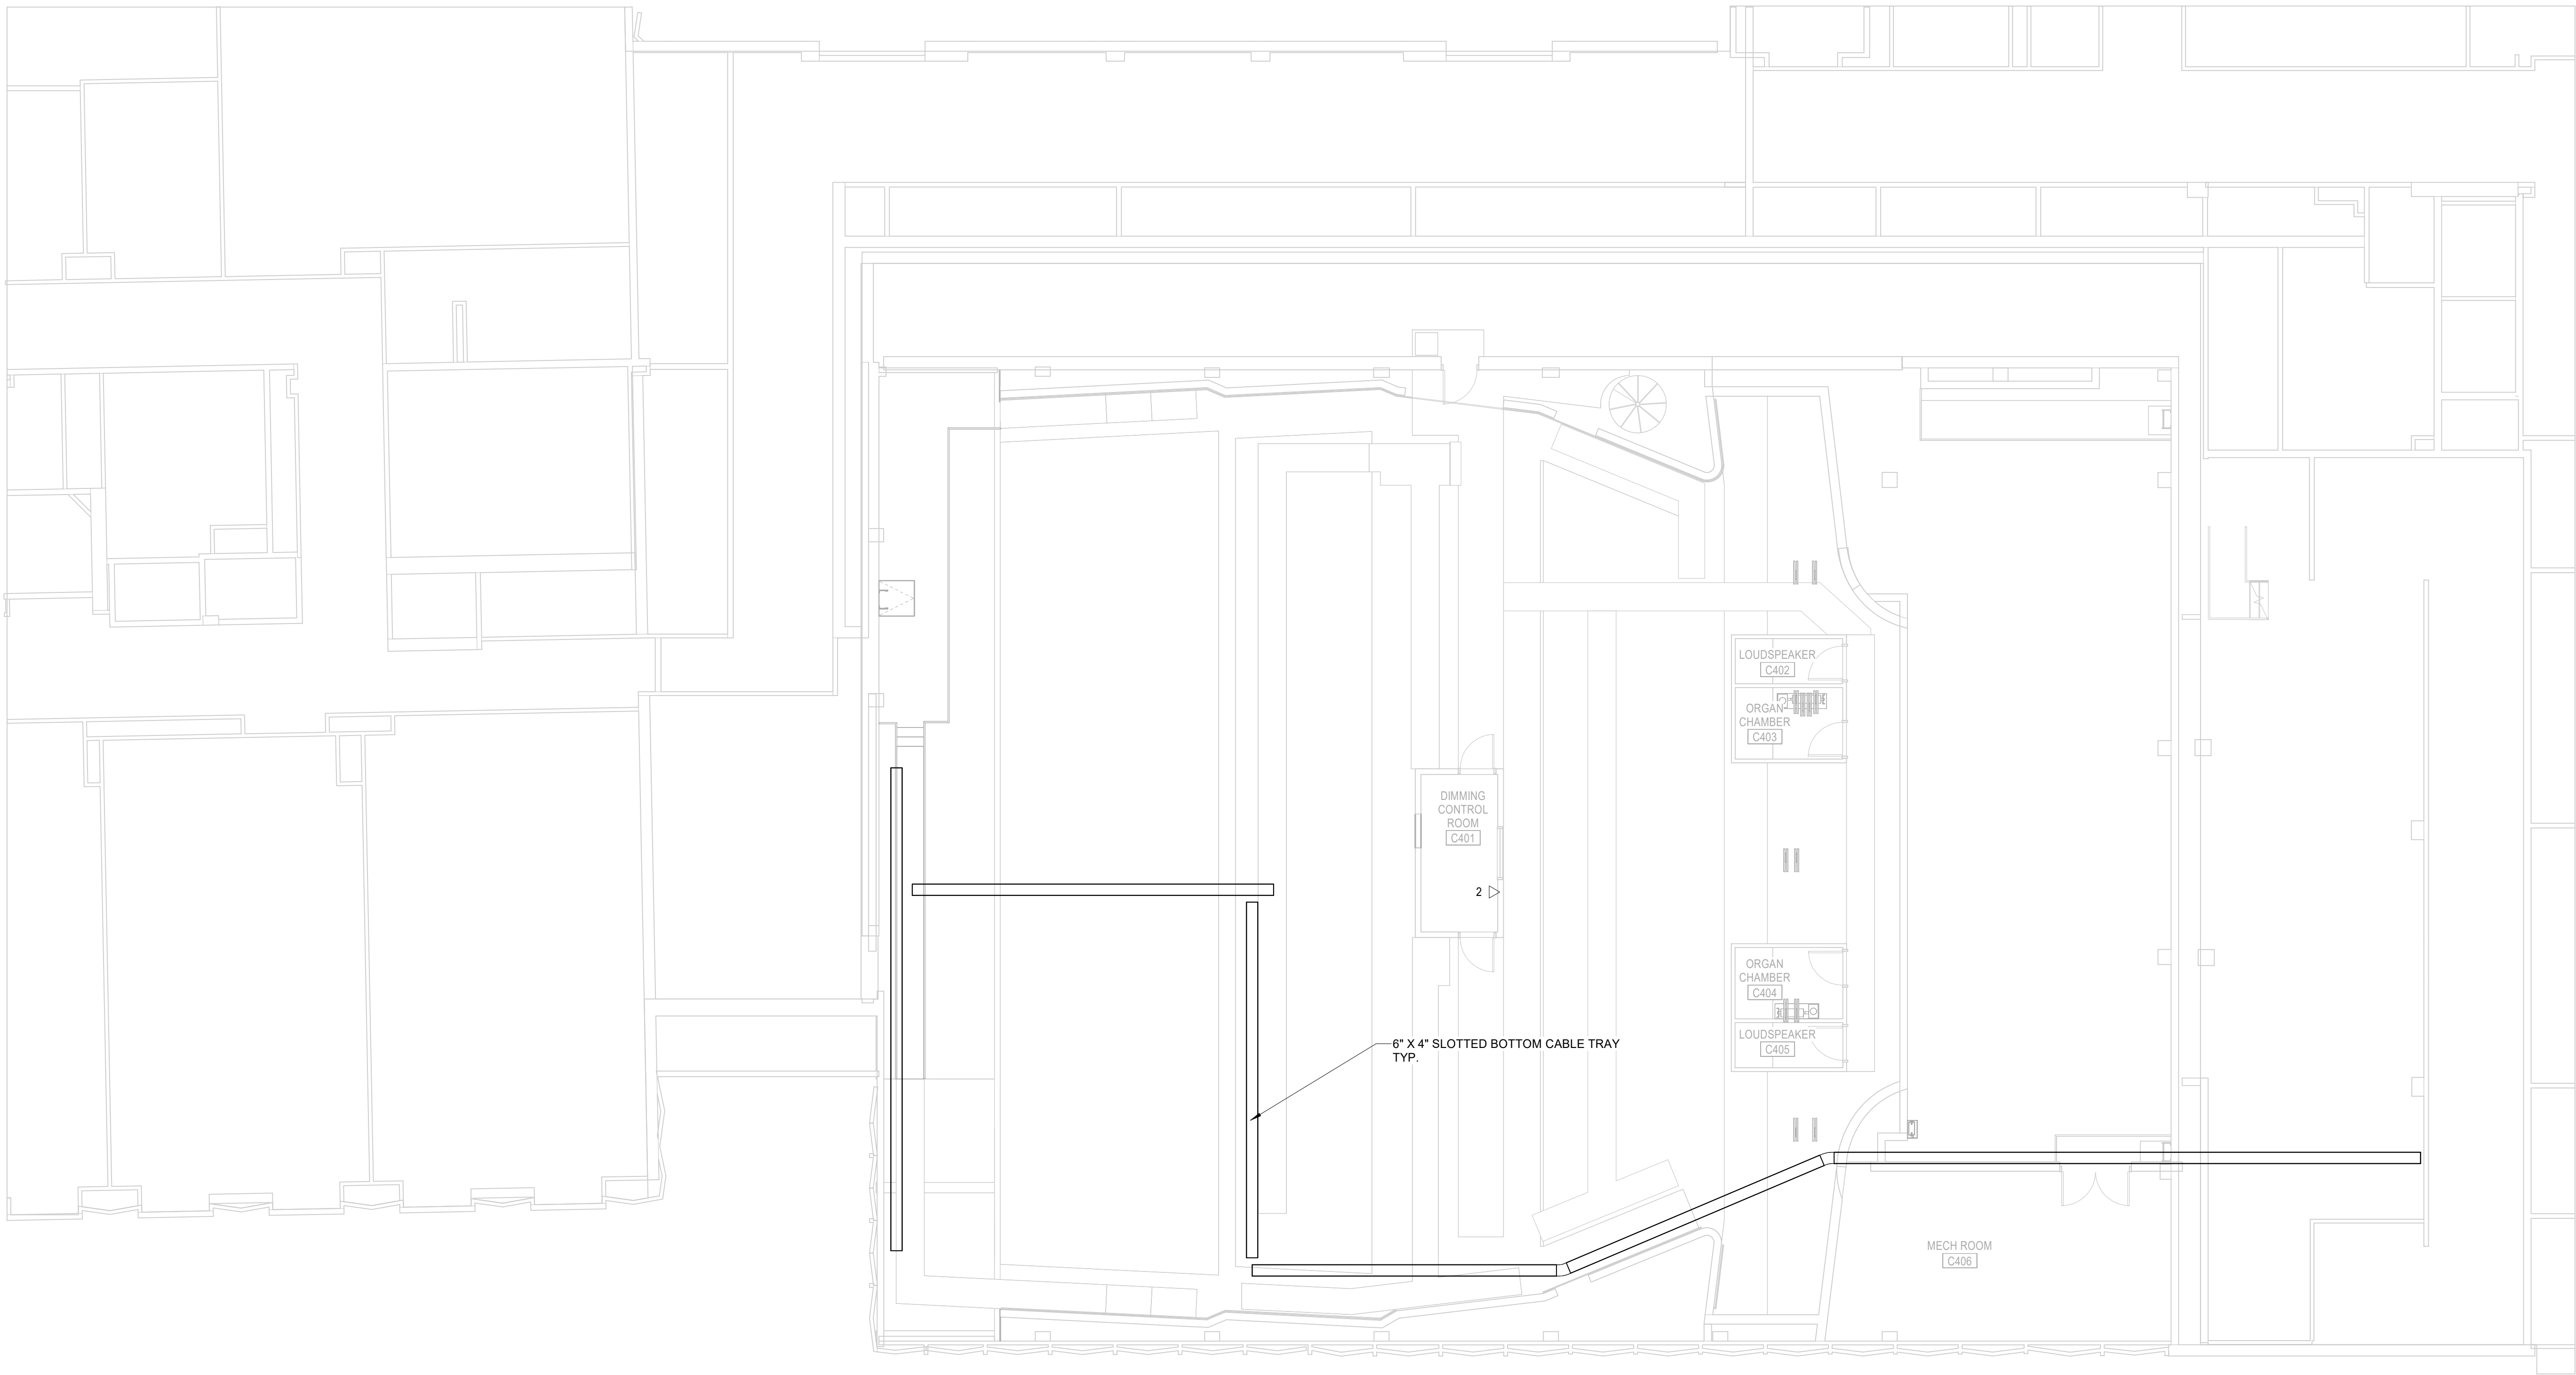 LOUDSPEAKER
C402
ORGAN
CHAMBER
C403
DIMMING
CONTROL
ROOM
C401
2
ORGAN
CHAMBER
C404
LOUDSPEAKER
C405
6" X 4" SLOTTED BOTTOM CABLE TRAY
TYP.
MECH ROOM
C406